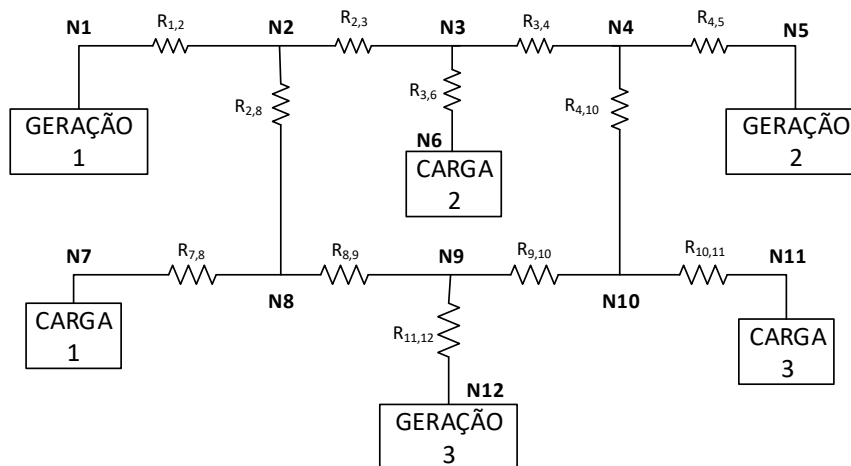 N1
R1,2
N2
R2,3
N3
R3,4
N4
R4,5
N5
R2,8
R3,6
R4,10
GERAÇÃO
1
N6
CARGA
2
GERAÇÃO
2
N7
R7,8
R8,9
N9
R9,10
R10,11
N11
N8
N10
CARGA
1
R11,12
CARGA
3
N12
GERAÇÃO
3